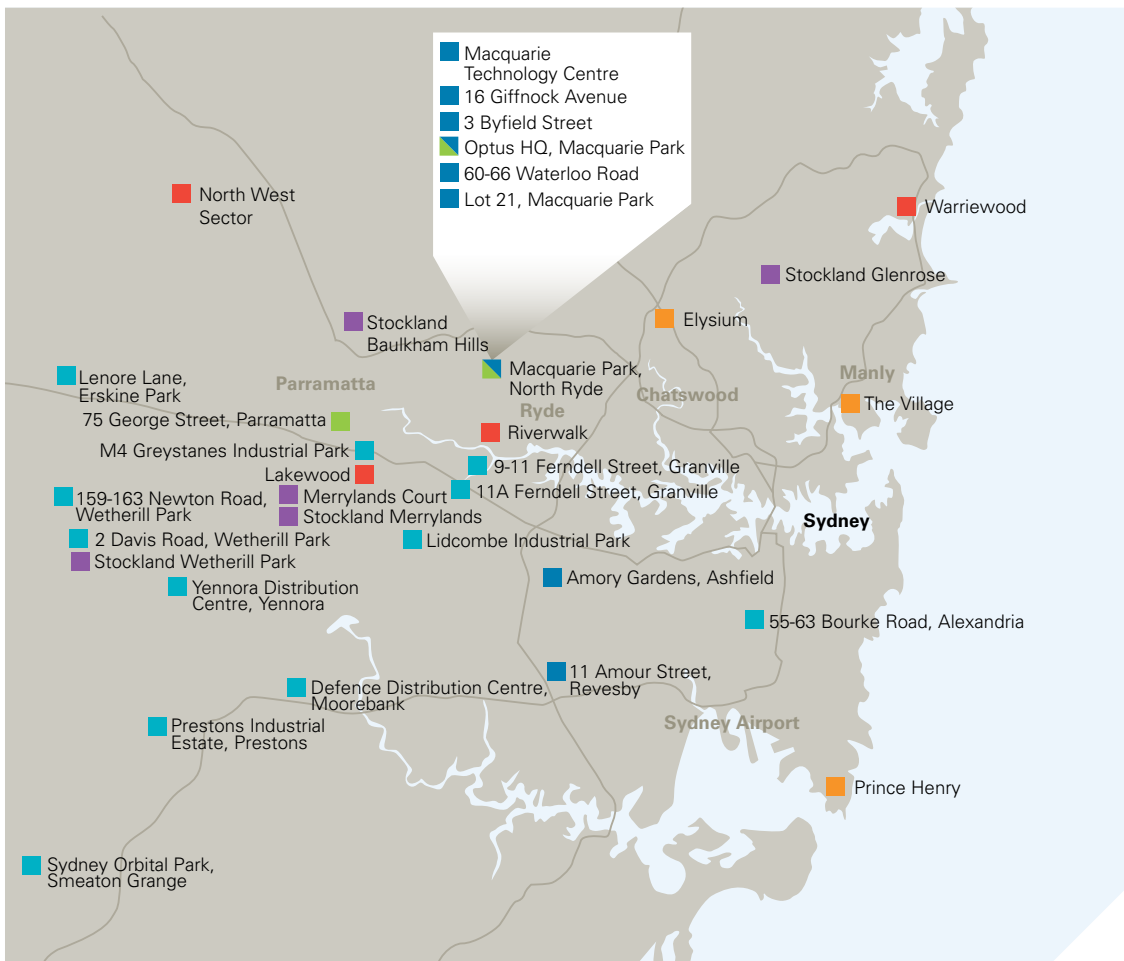 Macquarie
Technology Centre
16 Giffnock Avenue
3 Byfield Street
Optus HQ, Macquarie Park
60-66 Waterloo Road
Lot 21, Macquarie Park
North West
Sector
Warriewood
Stockland Glenrose
Stockland
Baulkham Hills
Elysium
Lenore Lane,
Erskine Park
Parramatta
Macquarie Park,
North Ryde
Chatswood
Manly
The Village
75 George Street, Parramatta
Ryde
Riverwalk
M4 Greystanes Industrial Park
Lakewood
9-11 Ferndell Street, Granville
11A Ferndell Street, Granville
159-163 Newton Road,
Wetherill Park
Merrylands Court
Stockland Merrylands
Sydney
2 Davis Road, Wetherill Park
Lidcombe Industrial Park
Stockland Wetherill Park
Yennora Distribution
Centre, Yennora
Amory Gardens, Ashfield
55-63 Bourke Road, Alexandria
11 Amour Street,
Revesby
Defence Distribution Centre,
Moorebank
Prestons Industrial
Estate, Prestons
Sydney Airport
Prince Henry
Sydney Orbital Park,
Smeaton Grange